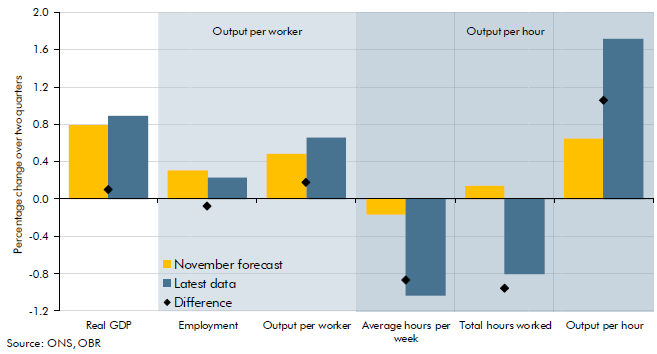 2.0
1.6
1.2
0.8
0.4
0.0
-0.4
-0.8
-1.2
Percentage change over two quarters
Output per worker
Output per hour
November forecast
Latest data
Difference
Real GDP
Employment
Output per worker
Average hours per
week
Total hours worked
Output per hour
Source: ONS, OBR